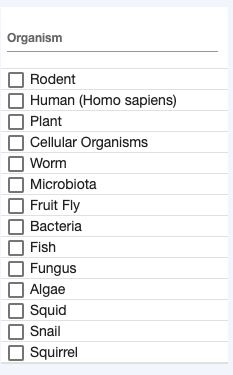 Organism
Rodent
Human (Homo sapiens)
Plant
Cellular Organisms
Worm
Microbiota
Fruit Fly
Bacteria
Fish
Fungus
Algae
Squid
Snail
Squirrel